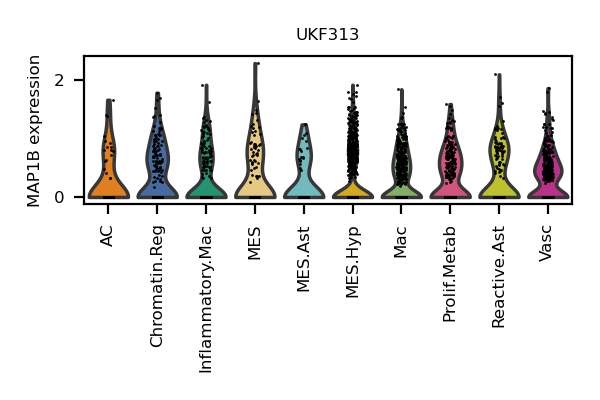 UKF313
MAP1B expression
2
0
AC
Chromatin.Reg
Inflammatory.Mac
MES
MES.Ast
MES.Hyp
Mac
Prolif.Metab
Reactive.Ast
Vasc